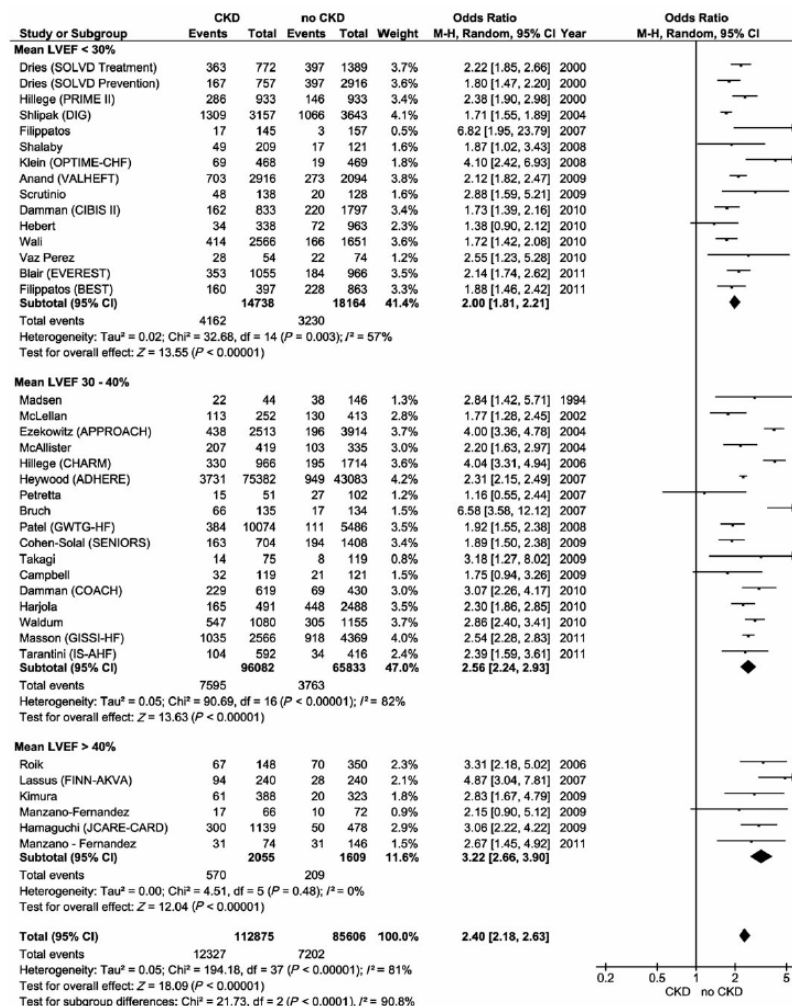 CKD no CKD Odds Ratio Odds Ratio
Study or Subgroup Events Total Events Total Weight M-H, Random, 95% CI Year M-H, Random, 95% CI
Mean LVEF < 30%
Dries (SOLVD Treatment) 363 772 397 1389 3.7% 2.22 [1.85, 2.66] 2000
Dries (SOLVD Prevention) 167 757 397 2916 3.6% 1.80 [1.47, 2.20] 2000
Hillege (PRIME II) 286 933 146 933 3.4% 2.38 [1.90, 2.98] 2000
Shlipak (DIG) 1309 3157 1066 3643 4.1% 1.71 [1.55, 1.89] 2004
Filippatos 17 145 3 157 0.5% 6.82 [1.95, 23.79] 2007
Shalaby 49 209 17 121 1.6% 1.87 [1.02, 3.43] 2008
Klein (OPTIME-CHF) 69 468 19 469 2.0% 4.10 [2.42, 6.93] 2008
Anand (VALHEFT) 703 2916 273 2094 3.8% 2.12 [1.82, 2.47] 2009
Scrutinio 48 138 20 128 1.7% 2.88 [1.59, 5.21] 2009
Damman (CIBIS II) 162 833 220 1797 3.4% 1.73 [1.39, 2.16] 2010
Hebert 34 338 72 963 2.2% 1.38 [0.90, 2.12] 2010
Wali 414 2566 166 1651 3.5% 1.72 [1.42, 2.08] 2010
Vaz Perez 28 54 22 74 1.2% 2.55 [1.23, 5.28] 2010
Blair (EVEREST) 353 1055 184 966 3.5% 2.14 [1.74, 2.62] 2011
Filippatos (BEST) 160 397 228 863 3.3% 1.88 [1.46, 2.42] 2011
Subtotal (95% CI) 14738 18164 41.4% 2.00 [1.81, 2.21]
Total events 4162 3230
Heterogeneity: Tau² = 0.02; Chi² = 32.68, df = 14 (P = 0.003); I² = 57%
Test for overall effect: Z = 13.55 (P < 0.00001)
Mean LVEF 30 - 40%
Madsen 22 44 38 146 1.3% 2.84 [1.42, 5.71] 1994
McLellan 113 252 130 413 2.8% 1.77 [1.28, 2.45] 2002
Ezekowitz (APPROACH) 438 2513 196 3914 3.7% 4.00 [3.36, 4.78] 2004
McAllister 207 419 103 335 3.0% 2.20 [1.63, 2.97] 2004
Hillege (CHARM) 330 966 195 1714 3.6% 4.04 [3.31, 4.94] 2006
Heywood (ADHERE) 3731 75382 949 43083 4.2% 2.31 [2.15, 2.49] 2007
Petretta 15 51 27 102 1.2% 1.16 [0.55, 2.44] 2007
Bruch 66 135 17 134 1.7% 6.58 [3.58, 12.12] 2007
Patel (GWTG-HF) 384 10074 111 5486 3.4% 1.92 [1.55, 2.38] 2008
Cohen-Solal (SENIORS) 163 704 194 1408 3.4% 1.89 [1.50, 2.38] 2009
Takagi 14 75 8 119 0.8% 3.18 [1.27, 8.02] 2009
Campbell 32 119 21 121 1.5% 1.75 [0.94, 3.26] 2009
Damman (COACH) 229 619 69 430 3.0% 3.07 [2.26, 4.17] 2010
Harjola 165 491 448 2488 3.5% 2.30 [1.86, 2.85] 2010
Waldum 547 1080 305 1155 3.6% 2.86 [2.40, 3.41] 2010
Masson (GISSI-HF) 1035 2566 918 4369 4.0% 2.54 [2.28, 2.83] 2011
Tarantini (IS-AHF) 104 592 34 416 2.4% 2.39 [1.59, 3.61] 2011
Subtotal (95% CI) 96082 65833 47.0% 2.56 [2.24, 2.93]
Total events 7595 3763
Heterogeneity: Tau² = 0.05; Chi² = 90.69, df = 16 (P < 0.00001); I² = 82%
Test for overall effect: Z = 13.63 (P < 0.00001)
Mean LVEF > 40%
Roik 67 148 70 350 2.3% 3.31 [2.18, 5.02] 2006
Lassus (FINN-AKVA) 94 240 28 240 2.1% 4.87 [3.04, 7.81] 2007
Kimura 61 388 20 323 1.8% 2.83 [1.67, 4.79] 2009
Manzano-Fernandez 17 66 10 72 0.9% 2.15 [0.90, 5.12] 2009
Hamaguchi (JCARE-CARD) 300 1139 50 478 2.9% 3.06 [2.22, 4.22] 2009
Manzano - Fernandez 31 74 31 146 1.6% 2.67 [1.45, 4.92] 2011
Subtotal (95% CI) 2055 1609 11.6% 3.22 [2.66, 3.90]
Total events 570 209
Heterogeneity: Tau² = 0.00; Chi² = 4.51, df = 5 (P = 0.48); I² = 0%
Test for overall effect: Z = 12.04 (P < 0.00001)
Total (95% CI) 112875 85606 100.0% 2.40 [2.18, 2.63]
Total events 12327 7202
Heterogeneity: Tau² = 0.05; Chi² = 194.18, df = 37 (P < 0.00001); I² = 81%
Test for overall effect: Z = 18.09 (P < 0.00001)
Test for subgroup differences: Chi² = 21.73, df = 2 (P < 0.0001), I² = 90.8%
0.2 0.5 1 2 5
CKD no CKD